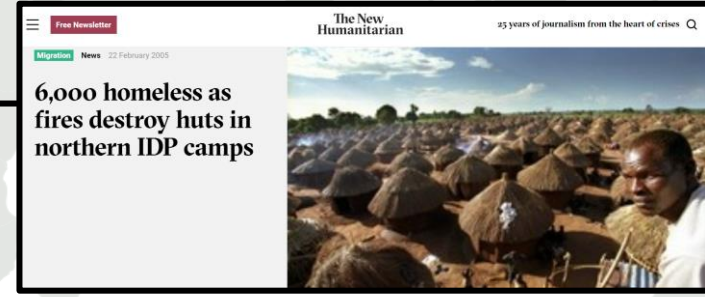 Free Newsletter
The New
Humanitarian
25 years of journalism from the heart of crises
Migration News 22 February 2005
6,000 homeless as
fires destroy huts in
northern IDP camps